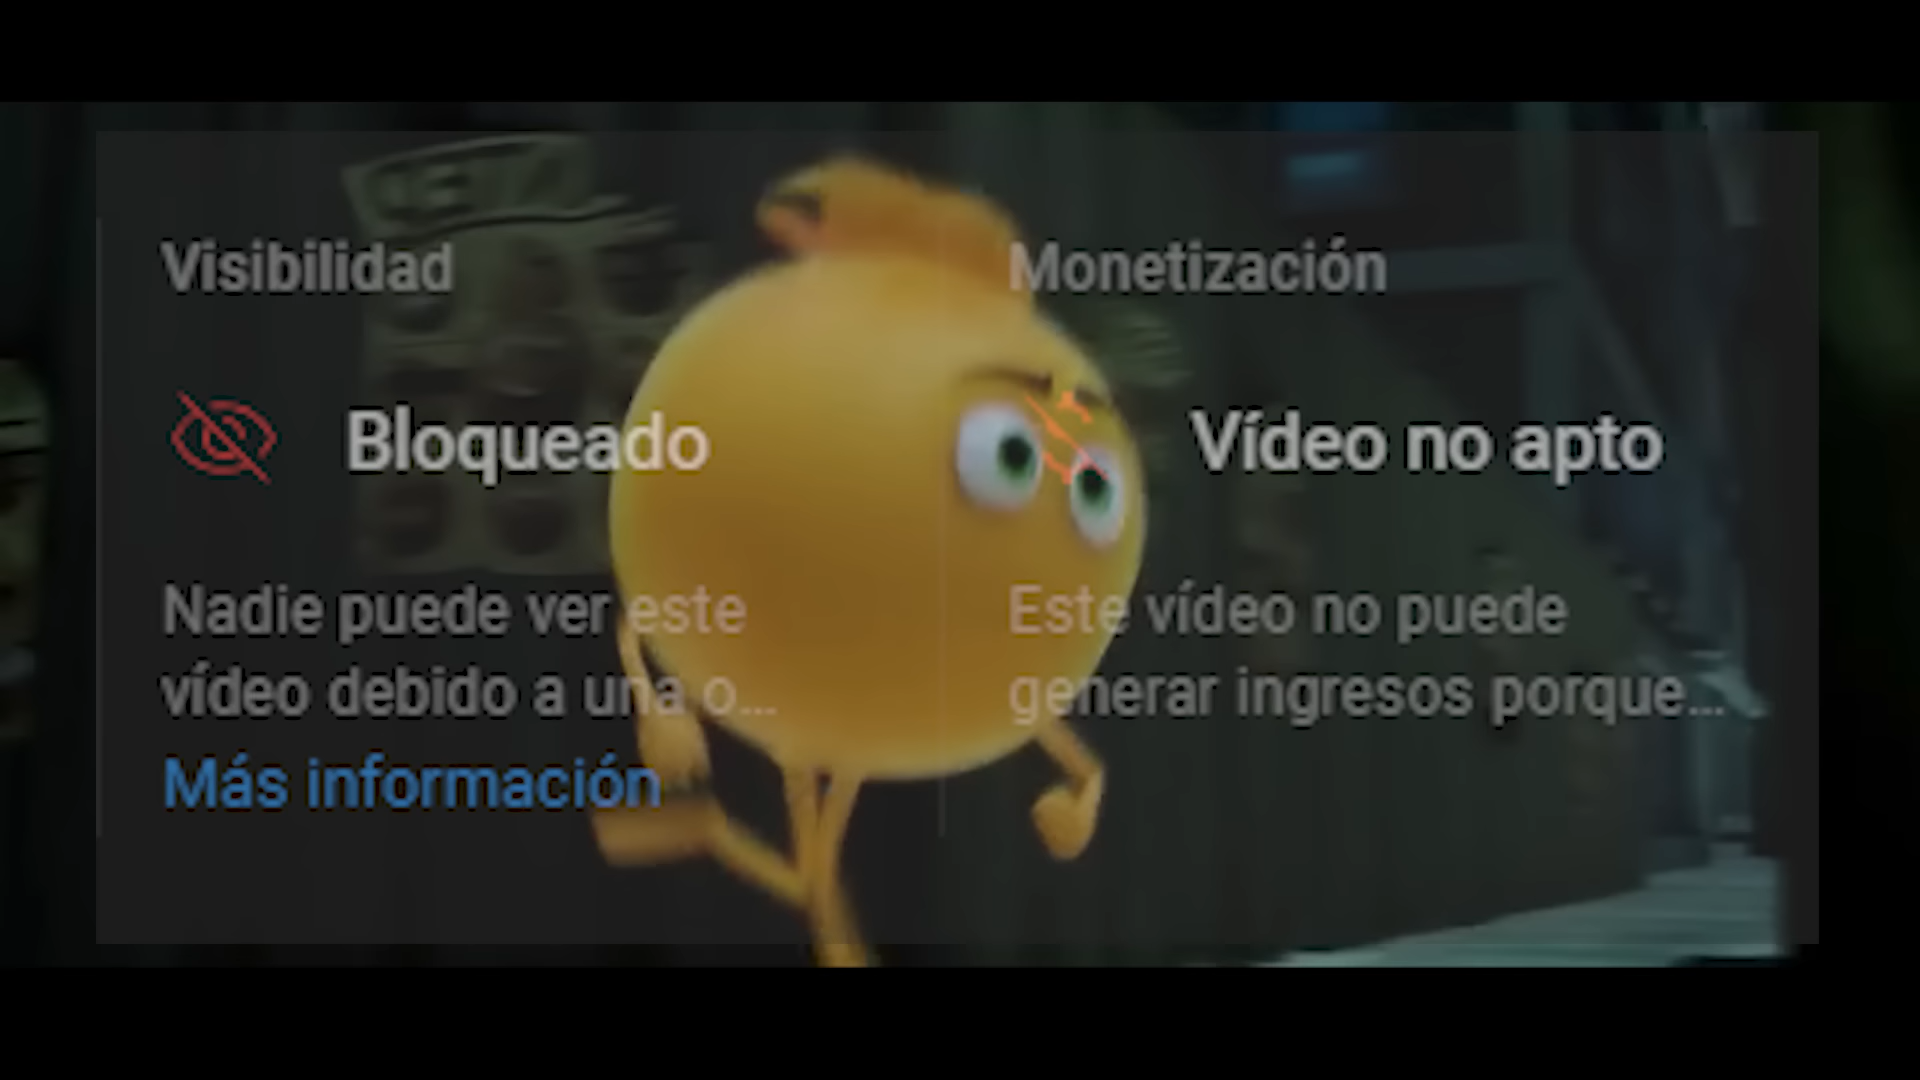 Visibilidad
Monetización
Bloqueado
Vídeo no apto
Nadie puede ver este
vídeo debido a una o...
Más información
Este vídeo no puede
generar ingresos porque...